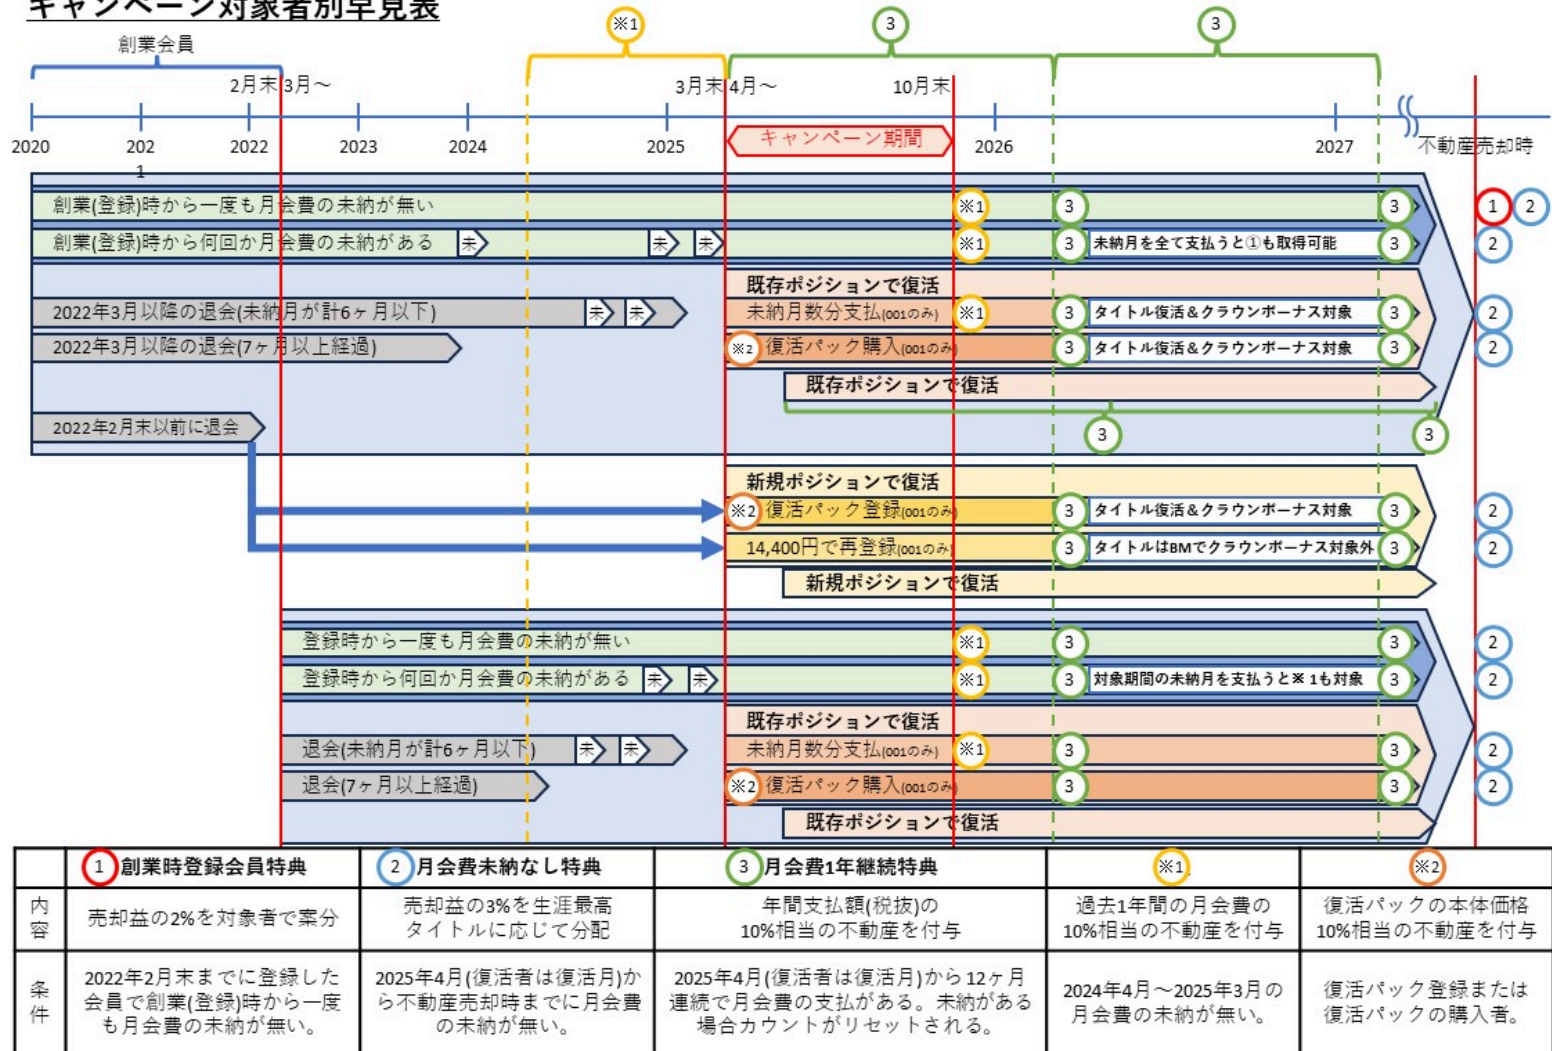 キャンペーン対象者別早見表
※1
3
3
創業会員
2月末 3月～
3月末 4月～
10月末
キャンペーン期間
2020
202
1
2022
2023
2024
2025
2026
2027
不動産売却時
創業(登録)時から一度も月会費の未納が無い
※1
3
3
1
2
創業(登録)時から何回か月会費の未納がある
未
未
未
※1
3
未納月を全て支払うと①も取得可能
3
2
既存ポジションで復活
2022年3月以降の退会(未納月が計6ヶ月以下)
未
未
未納月数分支払(001のみ)
※1
3
タイトル復活＆クラウンボーナス対象
3
2
2022年3月以降の退会(7ヶ月以上経過)
※2
復活パック購入(001のみ)
3
タイトル復活＆クラウンボーナス対象
3
2
既存ポジションで復活
2022年2月末以前に退会
3
3
新規ポジションで復活
※2
復活パック登録(001のみ)
3
タイトル復活＆クラウンボーナス対象
3
2
14,400円で再登録(001のみ)
3
タイトルはBMでクラウンボーナス対象外
3
2
新規ポジションで復活
登録時から一度も月会費の未納が無い
※1
3
3
2
登録時から何回か月会費の未納がある
未
未
※1
3
対象期間の未納月を支払うと※1も対象
3
2
既存ポジションで復活
退会(未納月が計6ヶ月以下)
未
未
未納月数分支払(001のみ)
※1
3
3
2
退会(7ヶ月以上経過)
※2
復活パック購入(001のみ)
3
3
2
既存ポジションで復活
1 創業時登録会員特典
2 月会費未納なし特典
3 月会費1年継続特典
※1
※2
内容
売却益の2%を対象者で案分
売却益の3%を生涯最高
タイトルに応じて分配
年間支払額(税抜)の
10%相当の不動産を付与
過去1年間の月会費の
10%相当の不動産を付与
復活パックの本体価格
10%相当の不動産を付与
条件
2022年2月末までに登録した
会員で創業(登録)時から一度
も月会費の未納が無い。
2025年4月(復活者は復活月)か
ら不動産売却時までに月会費
の未納が無い。
2025年4月(復活者は復活月)から12ヶ月
連続で月会費の支払がある。未納がある
場合カウントがリセットされる。
2024年4月～2025年3月の
月会費の未納が無い。
復活パック登録または
復活パックの購入者。